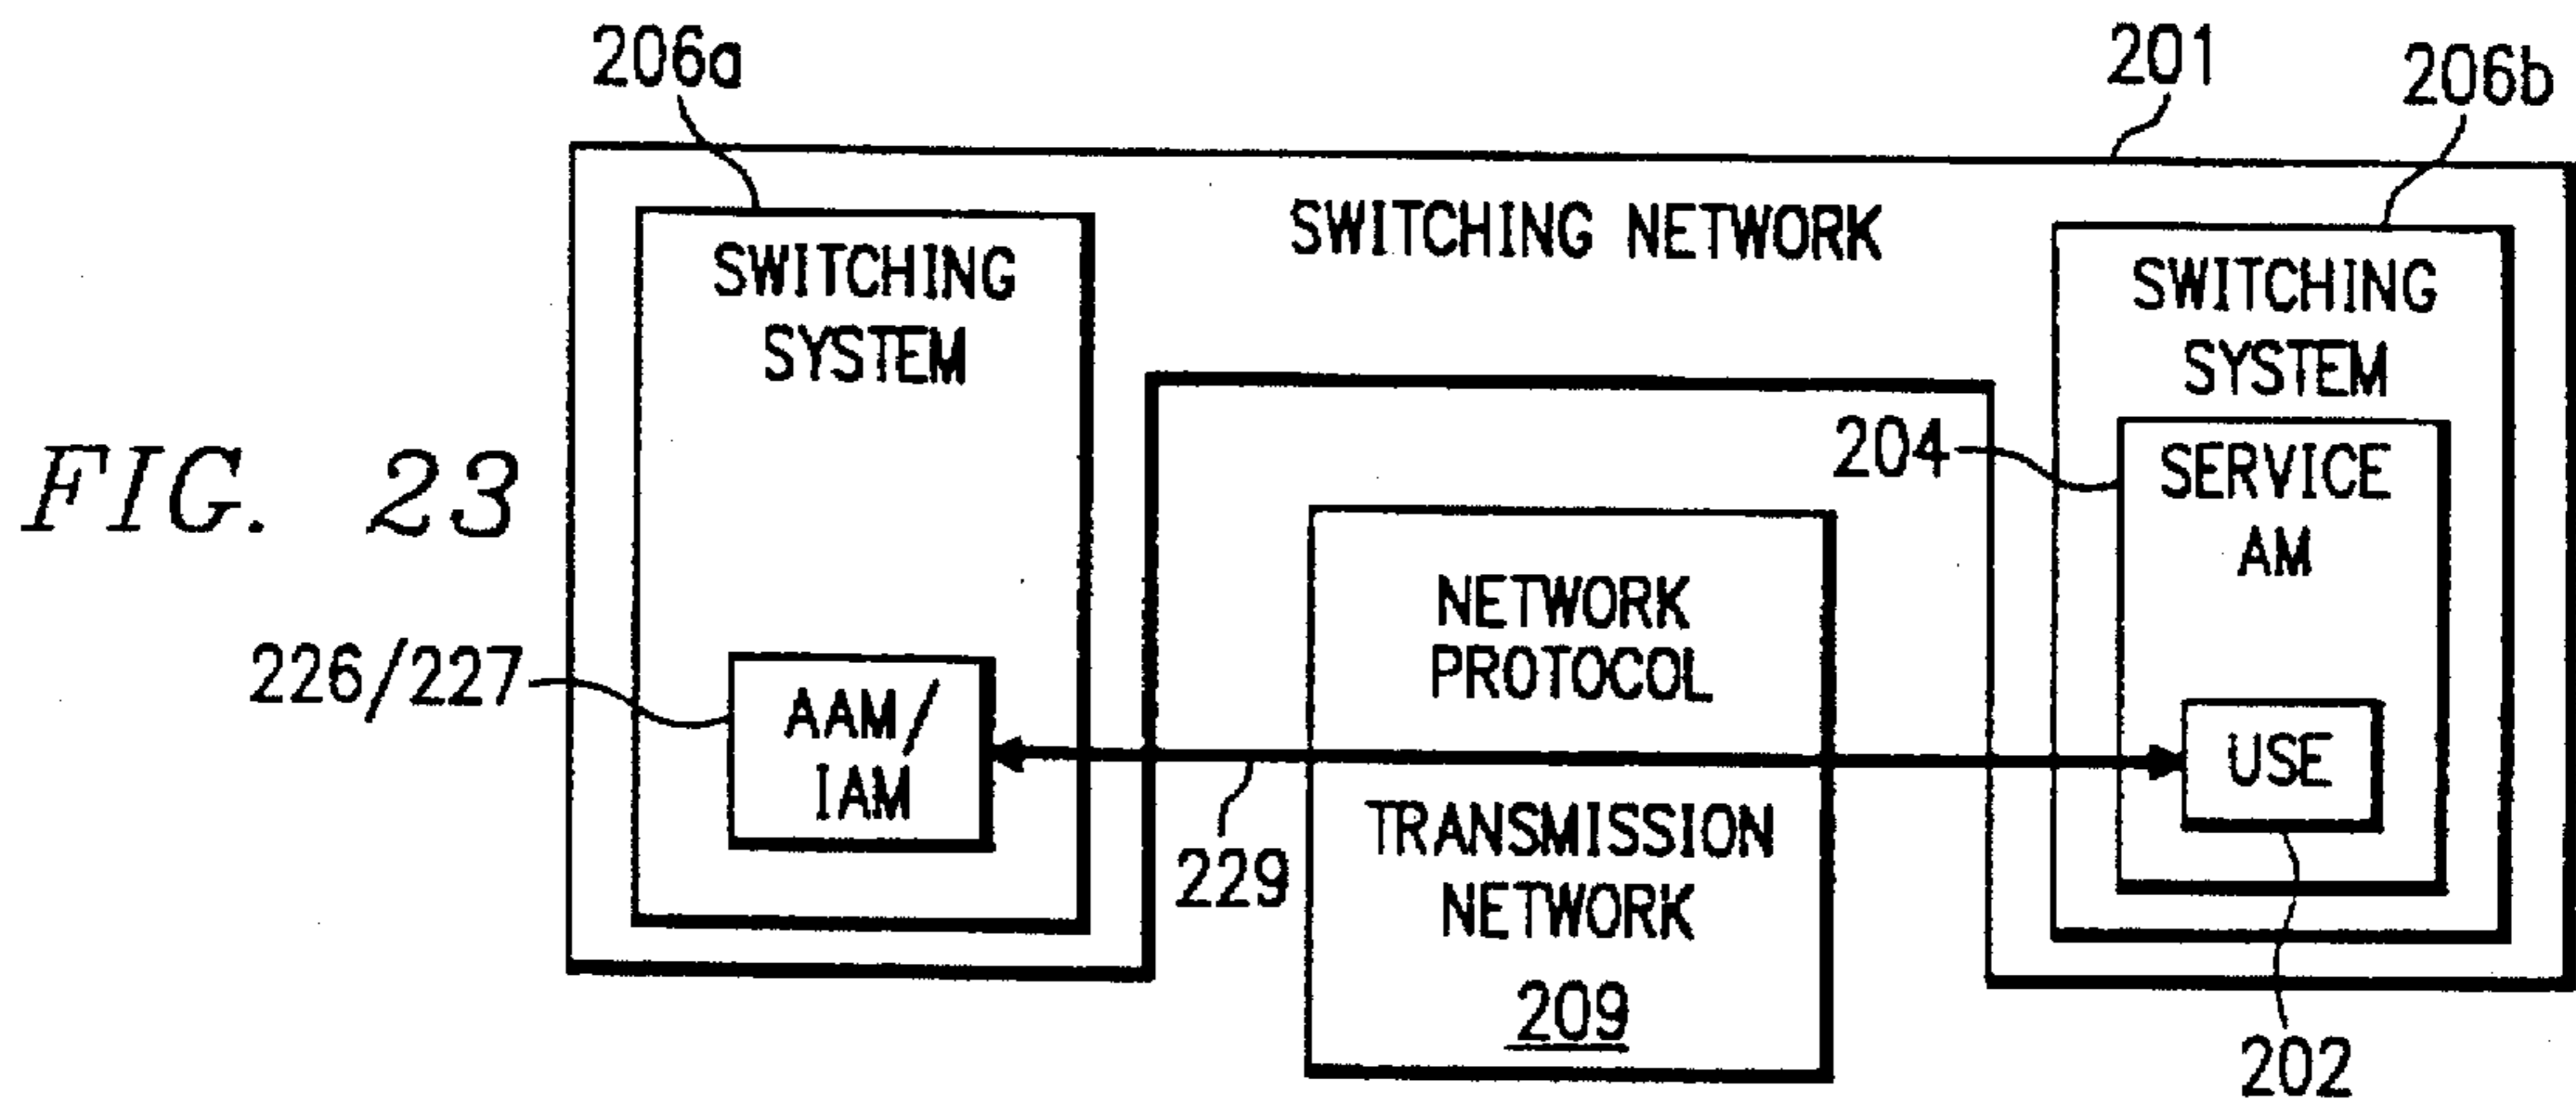 206a
201
206b
SWITCHING NETWORK
SWITCHING
SYSTEM
SWITCHING
SYSTEM
204
SERVICE
AM
FIG. 23
NETWORK
PROTOCOL
226/227
AAM/
IAM
USE
229
TRANSMISSION
NETWORK
209
202